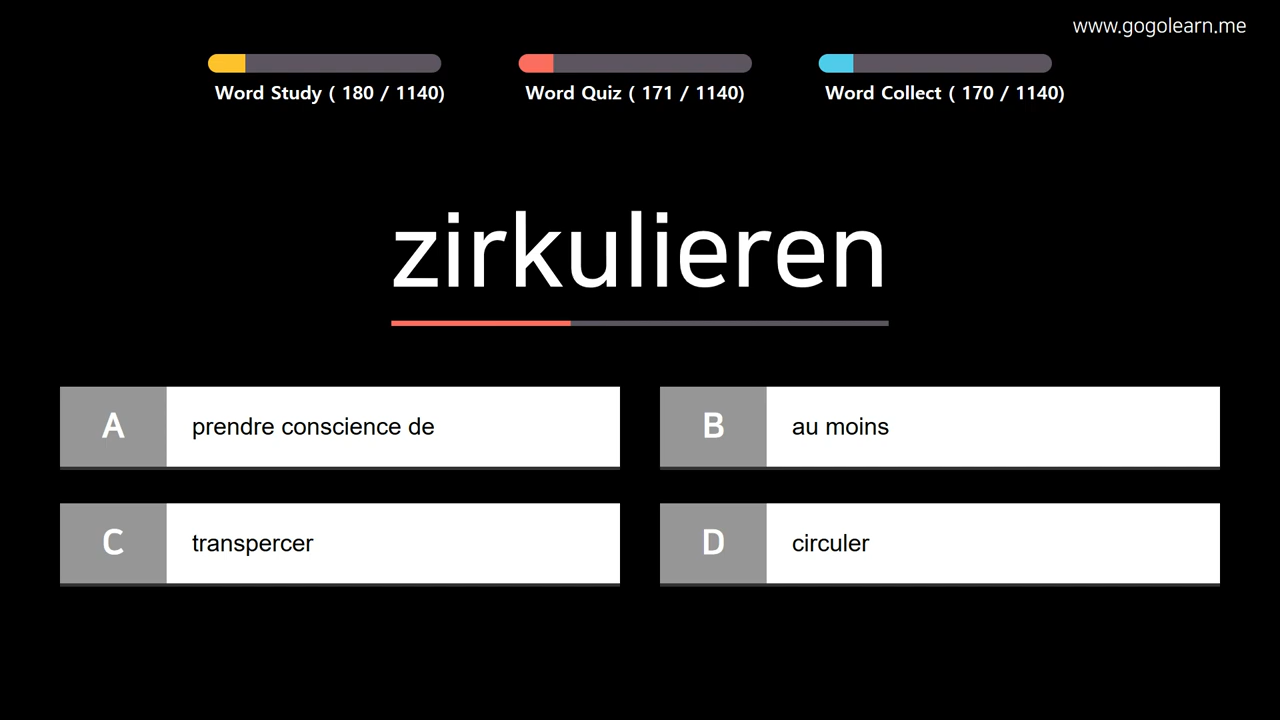 www.gogolearn.me
Word Study ( 180 / 1140)
Word Quiz ( 171 / 1140)
Word Collect ( 170 / 1140)
zirkulieren
A prendre conscience de
B au moins
C transpercer
D circuler